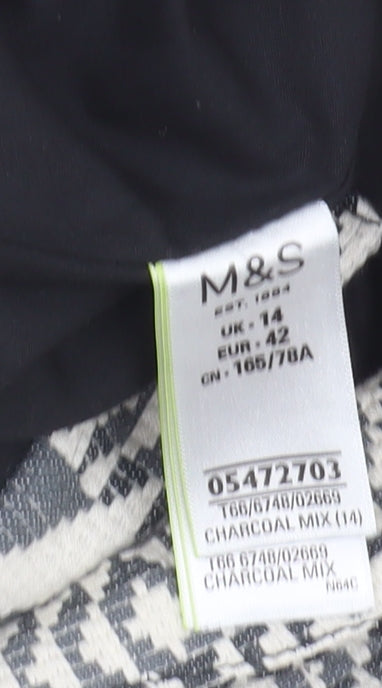 M&S
EST. 1884
UK - 14
EUR - 42
CN - 165/78A
05472703
T66/6748/02669
CHARCOAL MIX (14)
T66 6748/02669
CHARCOAL MIX
N64C